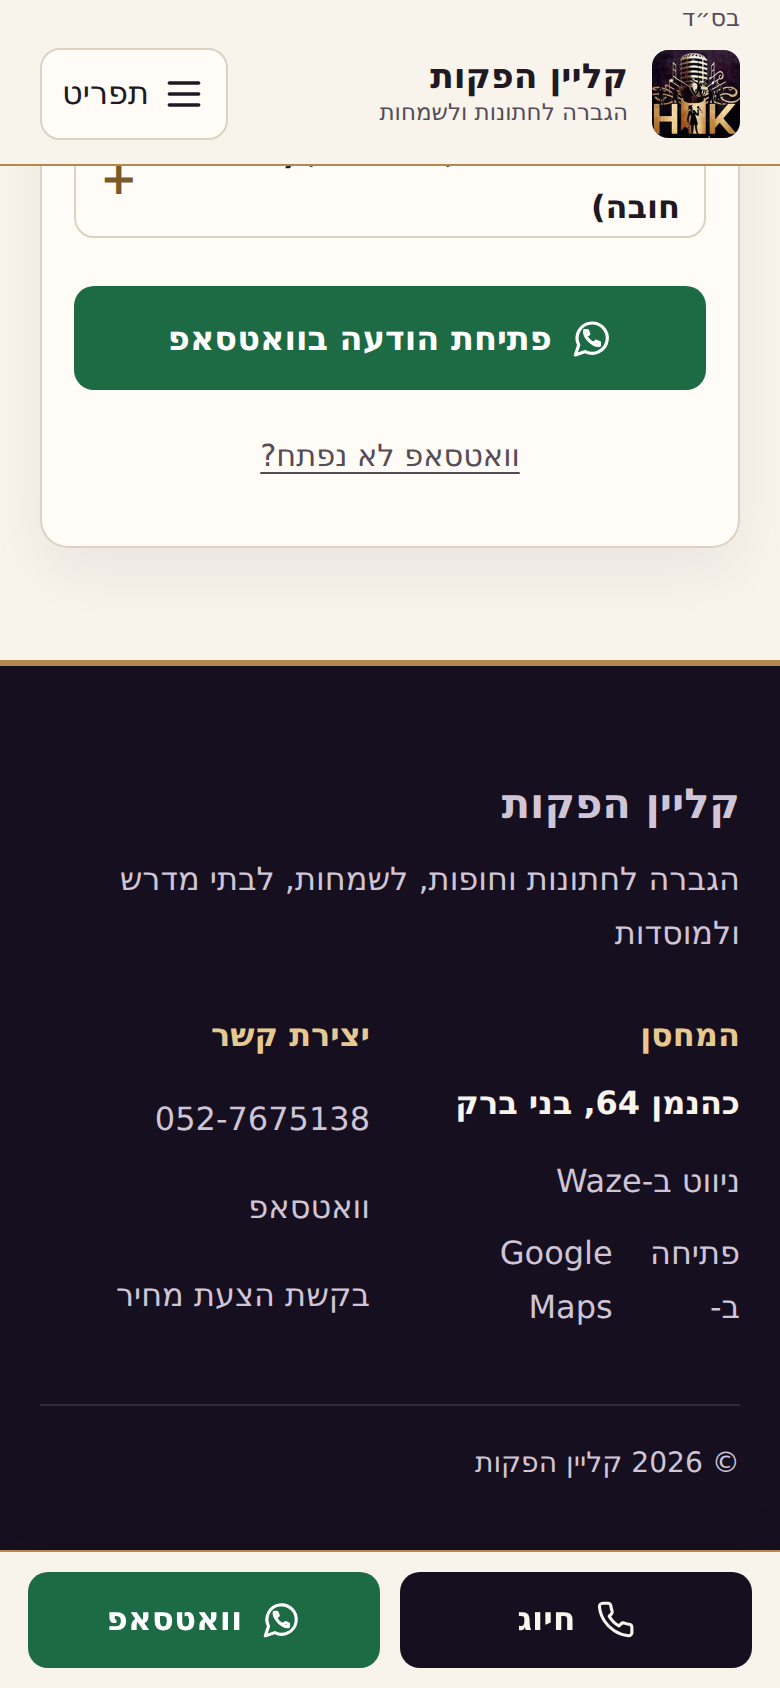 בס״ד
קליין הפקות
הגברה לחתונות ולשמחות
תפריט
חובה)
פתיחת הודעה בוואטסאפ
וואטסאפ לא נפתח?
קליין הפקות
הגברה לחתונות וחופות, לשמחות, לבתי מדרש
ולמוסדות
המחסן
כהנמן 64, בני ברק
ניווט ב-Waze
פתיחה Google
ב- Maps
יצירת קשר
052-7675138
וואטסאפ
בקשת הצעת מחיר
© 2026 קליין הפקות
חיוג
וואטסאפ